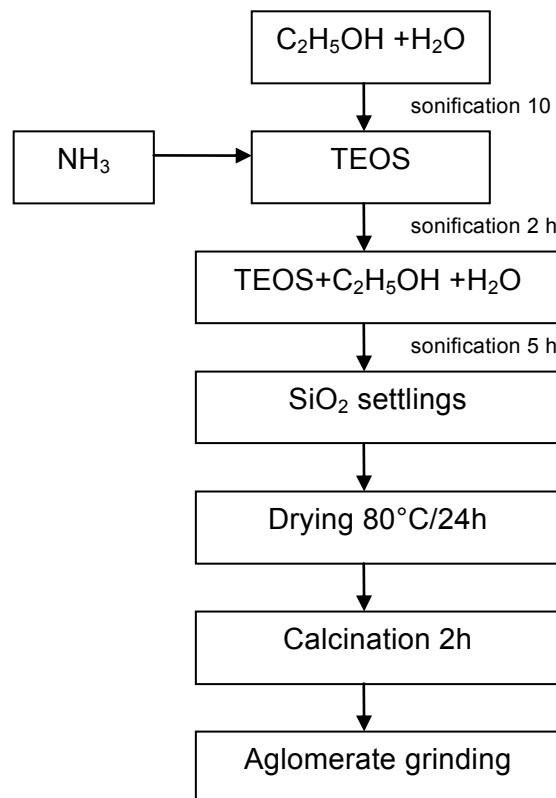 C₂H₅OH +H₂O
sonification 10
NH₃
TEOS
sonification 2 h
TEOS+C₂H₅OH +H₂O
sonification 5 h
SiO₂ settlings
Drying 80°C/24h
Calcination 2h
Aglomerate grinding